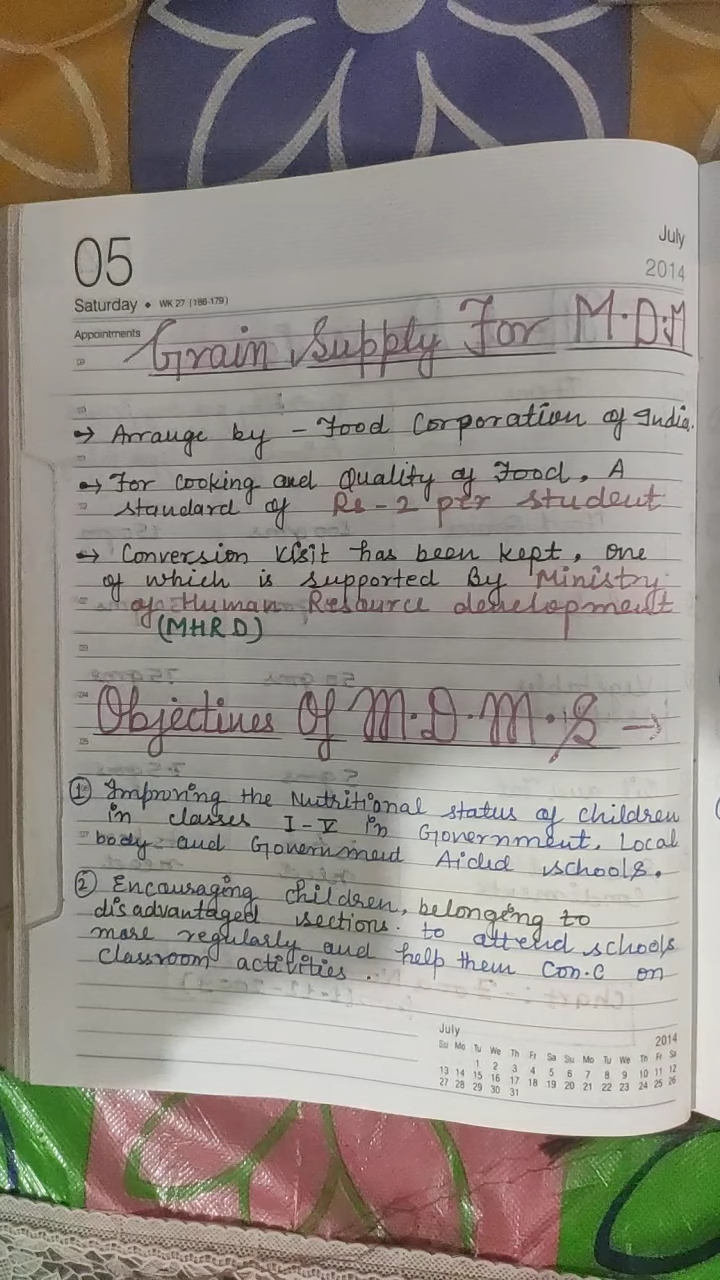 05
July
2014
Saturday • WK 27 (186-179)
Appointments
Grain Supply For M.D.M
→ Arrange by - Food Corporation of India.
→ For Cooking and Quality of Food, A
standard of Rs-2 per student
→ Conversion has been kept, one
of which is supported By Ministry
of Human Resource development
(MHRD)
Objectives Of M.D.M.S →
① Improving the Nutritional status of children
in classes I-V in Government, Local
body and Government Aided schools.
② Encouraging children, belonging to
disadvantaged sections. to attend schools
more regularly and help them Con.C on
classroom activities.
July 2014
Su Mo Tu We Th Fr Sa Su Mo Tu We Th Fr Sa
1 2 3 4 5 6 7 8 9 10 11 12
13 14 15 16 17 18 19 20 21 22 23 24 25 26
27 28 29 30 31